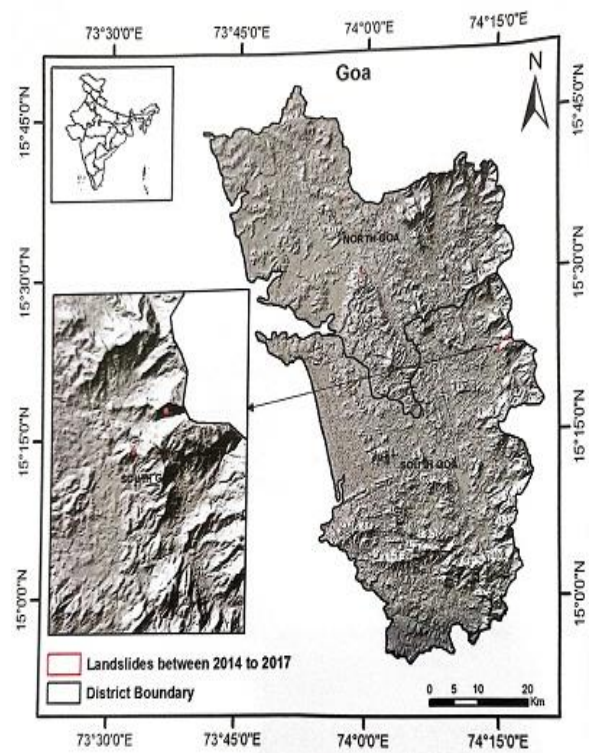 73°30'0"E 73°45'0"E 74°0'0"E 74°15'0"E
Goa
N
15°45'0"N
15°45'0"N
NORTH GOA
15°30'0"N
15°30'0"N
15°15'0"N
15°15'0"N
SOUTH GOA
SOUTH G
15°0'0"N
15°0'0"N
Landslides between 2014 to 2017
District Boundary
0 5 10 20
Km
73°30'0"E 73°45'0"E 74°0'0"E 74°15'0"E